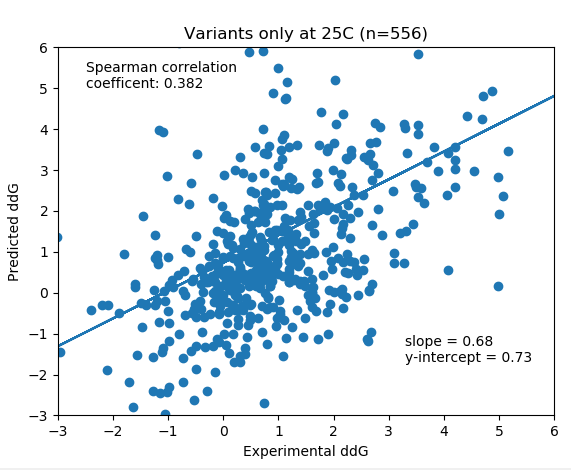 Variants only at 25C (n=556)
Spearman correlation
coefficent: 0.382
6
5
4
3
2
1
0
−1
−2
−3
Predicted ddG
slope = 0.68
y-intercept = 0.73
−3
−2
−1
0
1
2
3
4
5
6
Experimental ddG